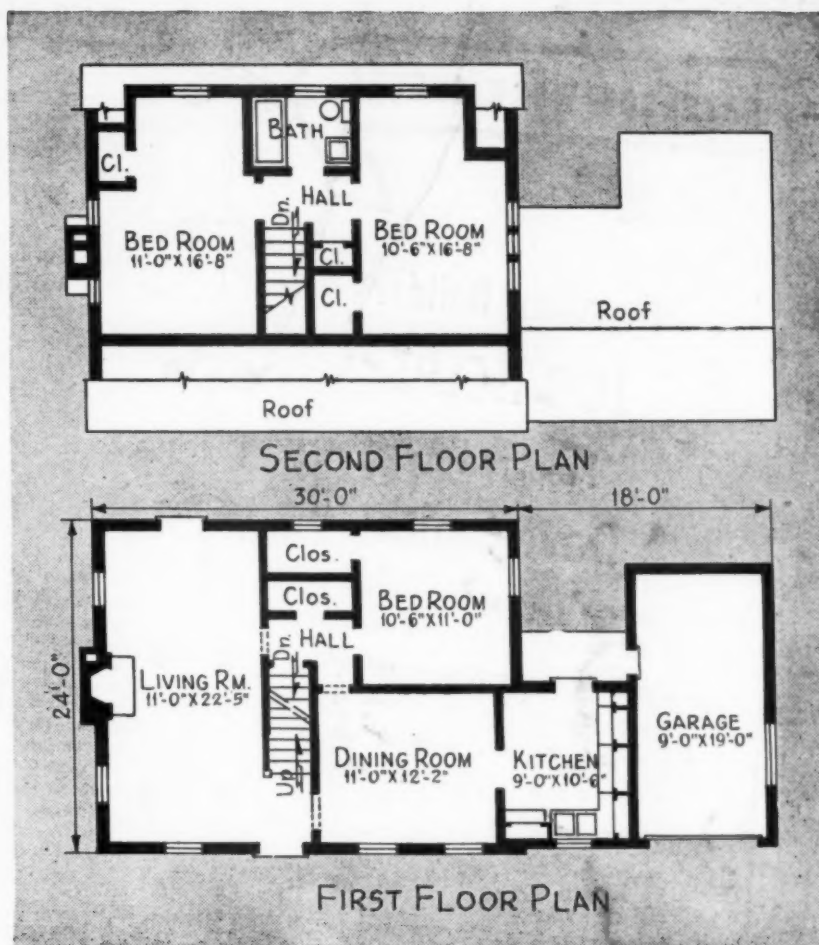 BATH
Cl.
HALL
Dn.
BED ROOM
11'-0"X16'-8"
BED ROOM
10'-6"X16'-8"
Cl.
Cl.
Roof
Roof
SECOND FLOOR PLAN
30'-0"
18'-0"
24'-0"
Clos.
Clos.
BED ROOM
10'-6"X11'-0"
HALL
Dn.
LIVING RM.
11'-0"X22'-5"
GARAGE
9'-0"X19'-0"
DINING ROOM
11'-0"X12'-2"
KITCHEN
9'-0"X10'-6"
Up
FIRST FLOOR PLAN